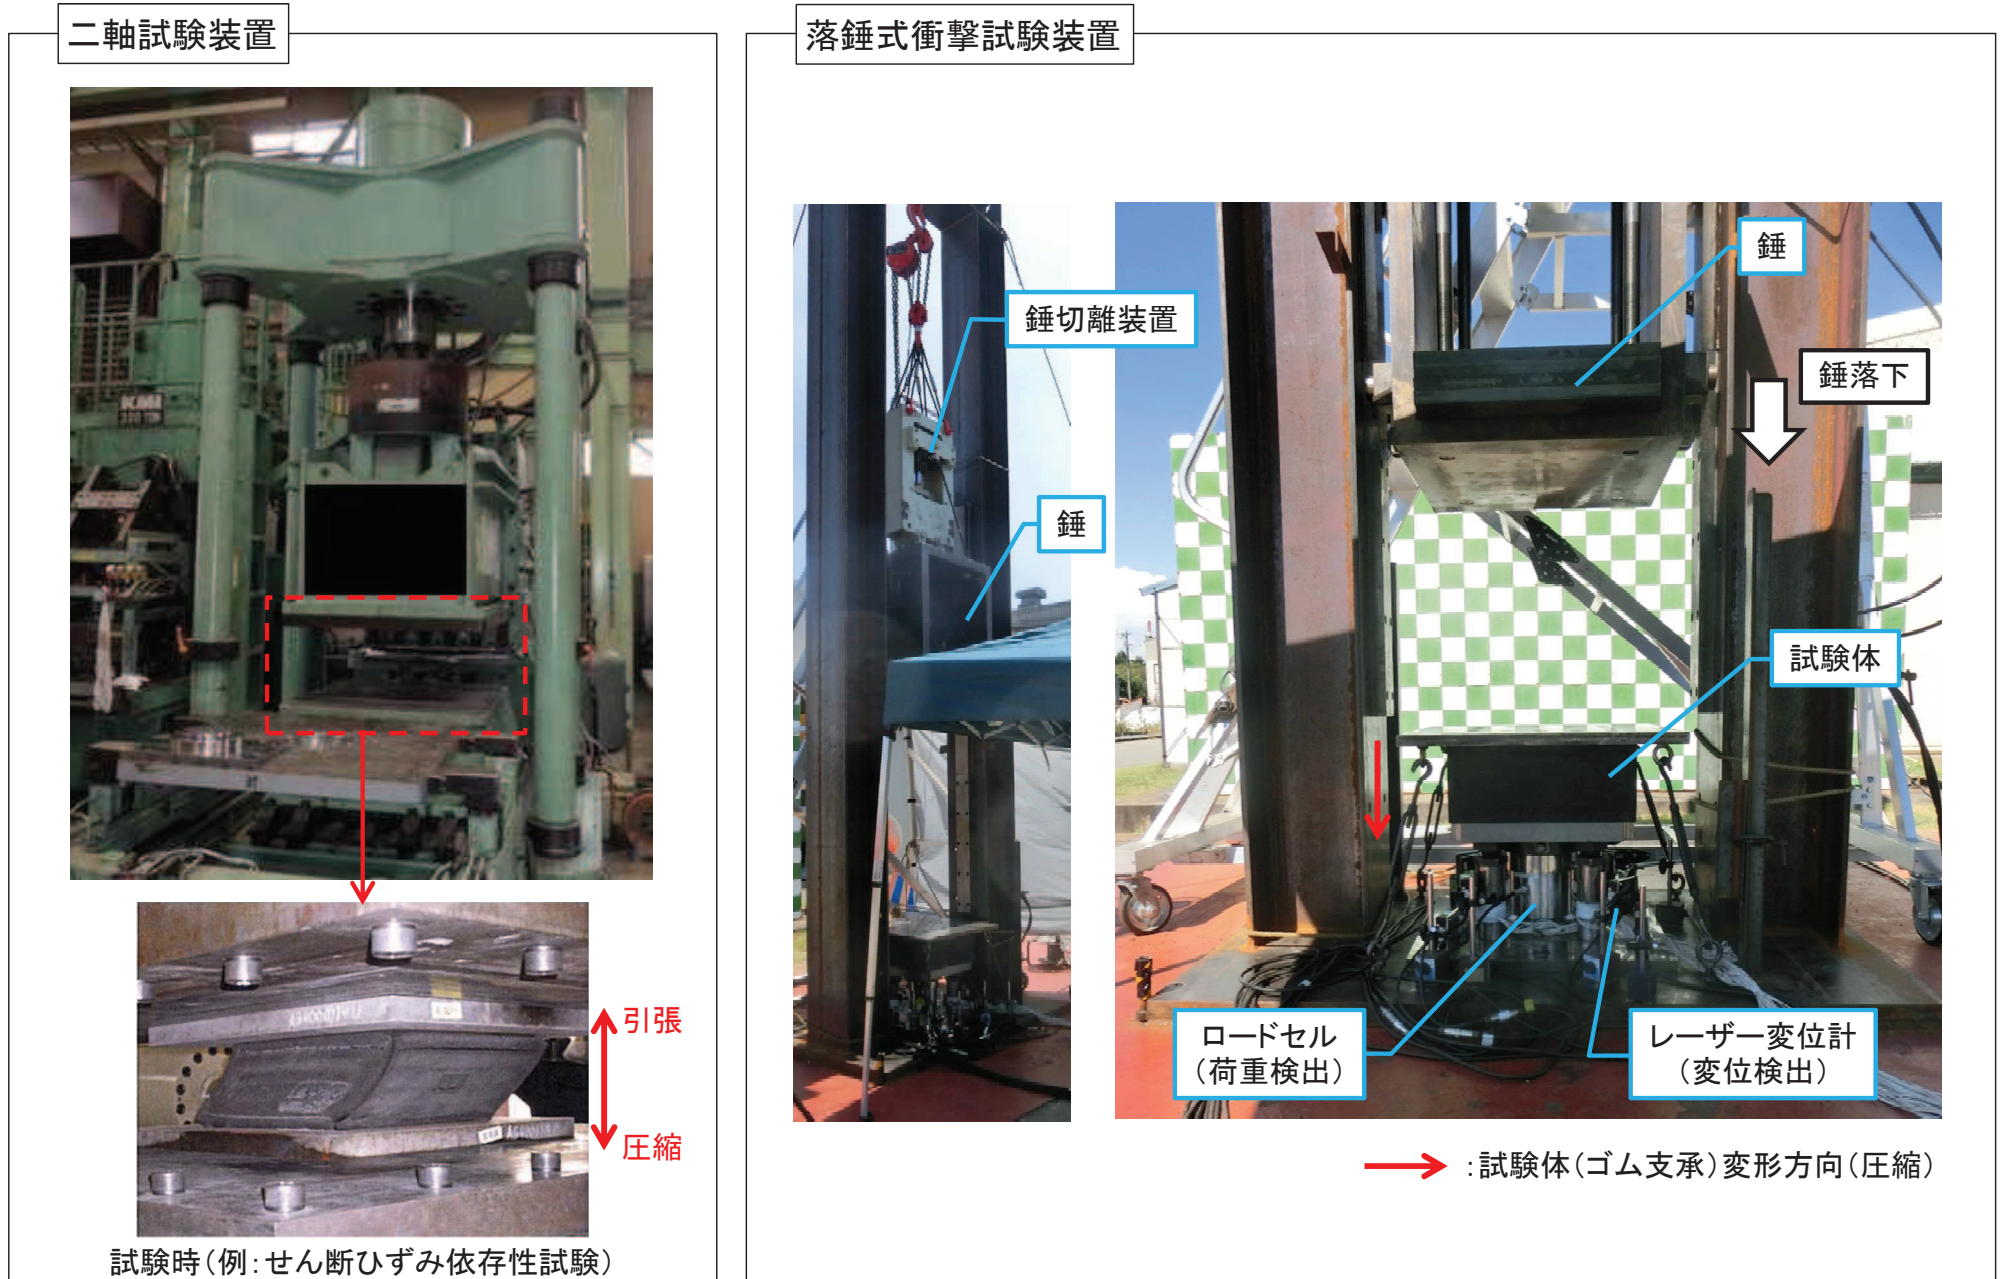 二軸試験装置
KMI
引張
圧縮
試験時(例:せん断ひずみ依存性試験)
落錘式衝撃試験装置
錘切離装置
錘
錘
錘落下
試験体
ロードセル
(荷重検出)
レーザー変位計
(変位検出)
:試験体(ゴム支承)変形方向(圧縮)